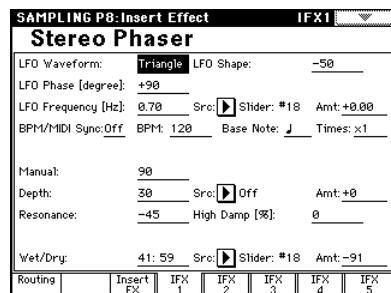 SAMPLING P8:Insert Effect IFX1
Stereo Phaser
LFO Waveform: Triangle LFO Shape: -50
LFO Phase [degree]: +90
LFO Frequency [Hz]: 0.70 Src: Slider: #18 Amt:+0.00
BPM/MIDI Sync:Off BPM: 120 Base Note: ♩ Times: ×1
Manual: 90
Depth: 30 Src: Off Amt:+0
Resonance: -45 High Damp [%]: 0
Wet/Dry: 41: 59 Src: Slider: #18 Amt:-91
Routing Insert FX IFX 1 IFX 2 IFX 3 IFX 4 IFX 5